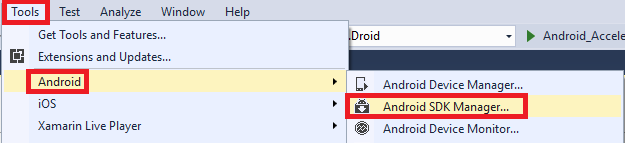 Tools Test Analyze Window Help
Get Tools and Features...
Droid Android_Accele
Extensions and Updates...
Android
Android Device Manager...
iOS
Android SDK Manager...
Xamarin Live Player
Android Device Monitor...